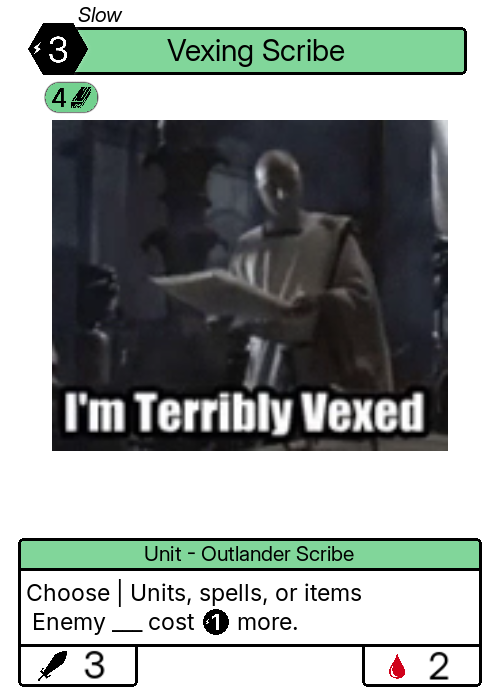 Slow
3
Vexing Scribe
4
I'm Terribly Vexed
Unit - Outlander Scribe
Choose | Units, spells, or items
Enemy ___ cost 1 more.
3
2